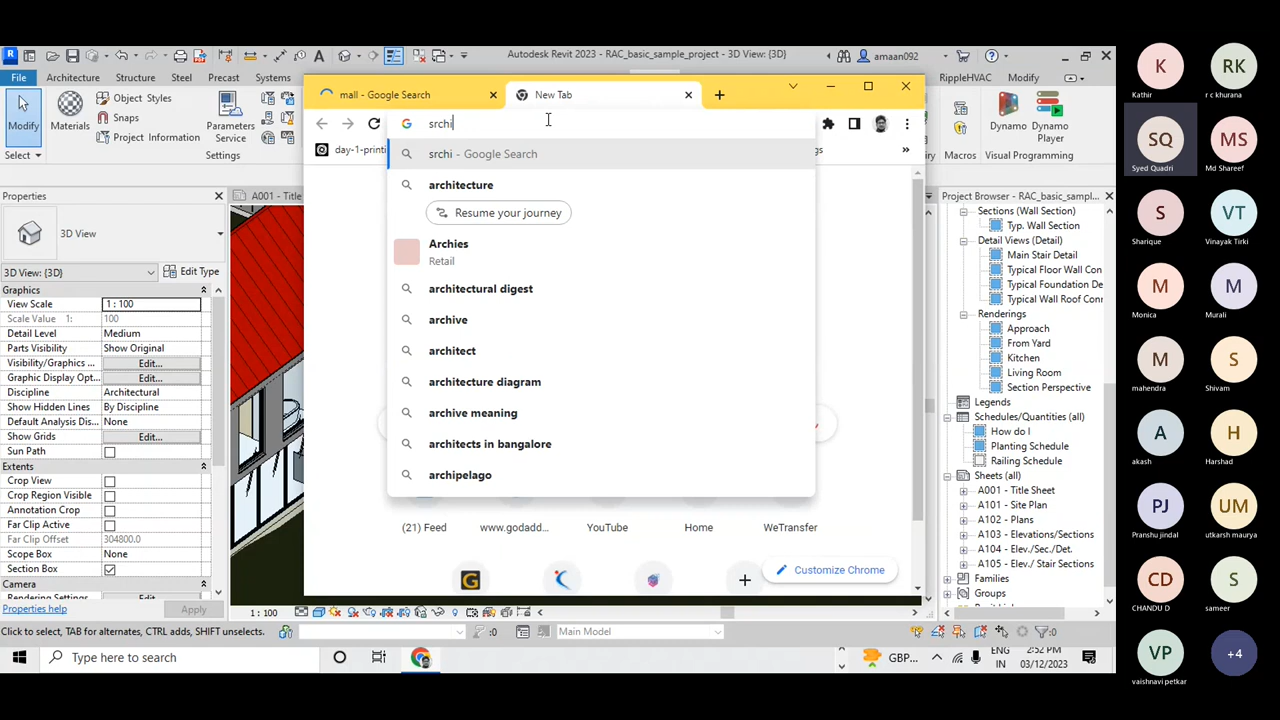 Autodesk Revit 2023 - RAC_basic_sample_project - 3D View: {3D}
amaan092
File
Architecture
Structure
Steel
Precast
Systems
RippleHVAC
Modify
Modify
Materials
Object Styles
Snaps
Project Information
Parameters
Service
Select
Settings
Dynamo
Dynamo
Player
Macros
Visual Programming
mall - Google Search
New Tab
srchi
day-1-printi
srchi - Google Search
architecture
Resume your journey
Archies
Retail
architectural digest
archive
architect
architecture diagram
archive meaning
architects in bangalore
archipelago
(21) Feed
www.godadd...
YouTube
Home
WeTransfer
Customize Chrome
Properties
3D View
3D View: {3D}
Edit Type
Graphics
View Scale
1 : 100
Scale Value 1:
100
Detail Level
Medium
Parts Visibility
Show Original
Visibility/Graphics ...
Edit...
Graphic Display Opt...
Edit...
Discipline
Architectural
Show Hidden Lines
By Discipline
Default Analysis Dis...
None
Show Grids
Edit...
Sun Path
Extents
Crop View
Crop Region Visible
Annotation Crop
Far Clip Active
Far Clip Offset
304800.0
Scope Box
None
Section Box
Camera
Properties help
Apply
A001 - Title
Project Browser - RAC_basic_sample...
Sections (Wall Section)
Typ. Wall Section
Detail Views (Detail)
Main Stair Detail
Typical Floor Wall Con
Typical Foundation De
Typical Wall Roof Conr
Renderings
Approach
From Yard
Kitchen
Living Room
Section Perspective
Legends
Schedules/Quantities (all)
How do I
Planting Schedule
Railing Schedule
Sheets (all)
A001 - Title Sheet
A101 - Site Plan
A102 - Plans
A103 - Elevations/Sections
A104 - Elev./Sec./Det.
A105 - Elev./ Stair Sections
Families
Groups
1 : 100
Click to select, TAB for alternates, CTRL adds, SHIFT unselects.
:0
Main Model
:0
Type here to search
GBP...
ENG
IN
2:52 PM
03/12/2023
K
Kathir
RK
r c khurana
SQ
Syed Quadri
MS
Md Shareef
S
Sharique
VT
Vinayak Tirki
M
Monica
M
Murali
M
mahendra
S
Shivam
A
akash
H
Harshad
PJ
Pranshu jindal
UM
utkarsh maurya
CD
CHANDU D
S
sameer
VP
vaishnavi petkar
+4